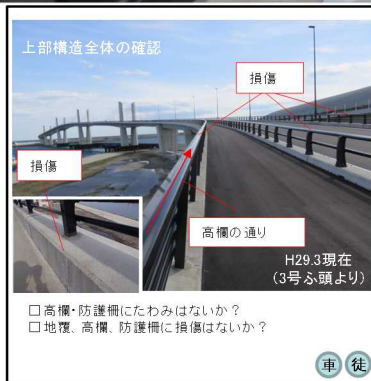 上部構造全体の確認
損傷
損傷
高欄の通り
H29.3現在
(3号ふ頭より)
□高欄・防護柵にたわみはないか?
□地覆、高欄、防護柵に損傷はないか?
車 徒